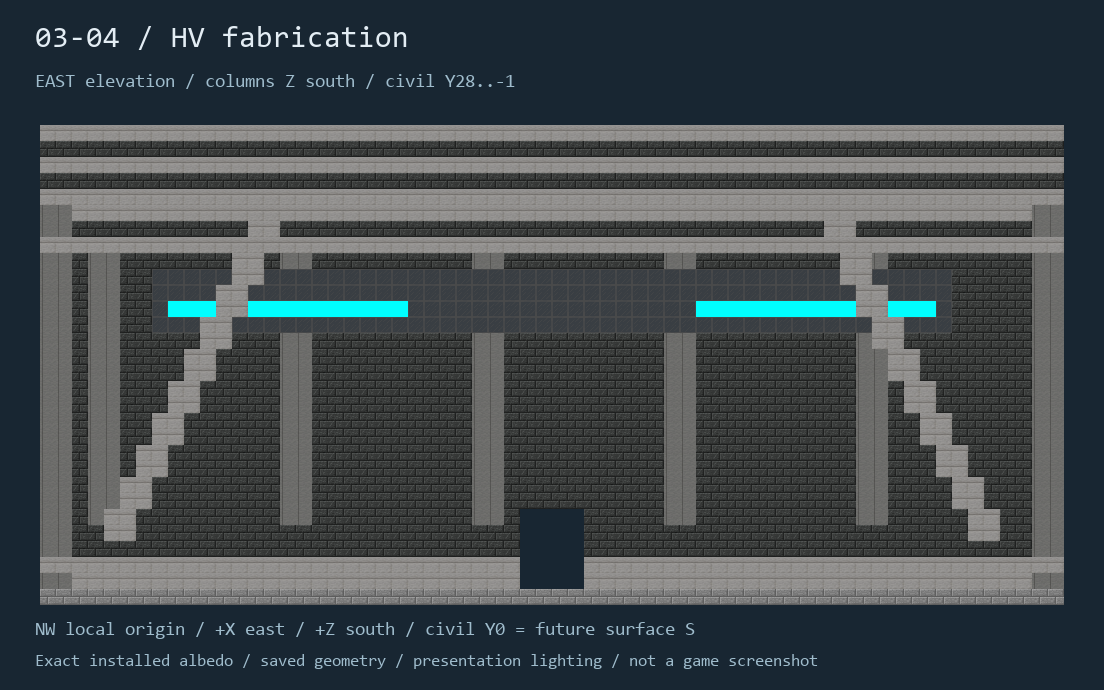 03-04 / HV fabrication
EAST elevation / columns Z south / civil Y28..-1
NW local origin / +X east / +Z south / civil Y0 = future surface S
Exact installed albedo / saved geometry / presentation lighting / not a game screenshot